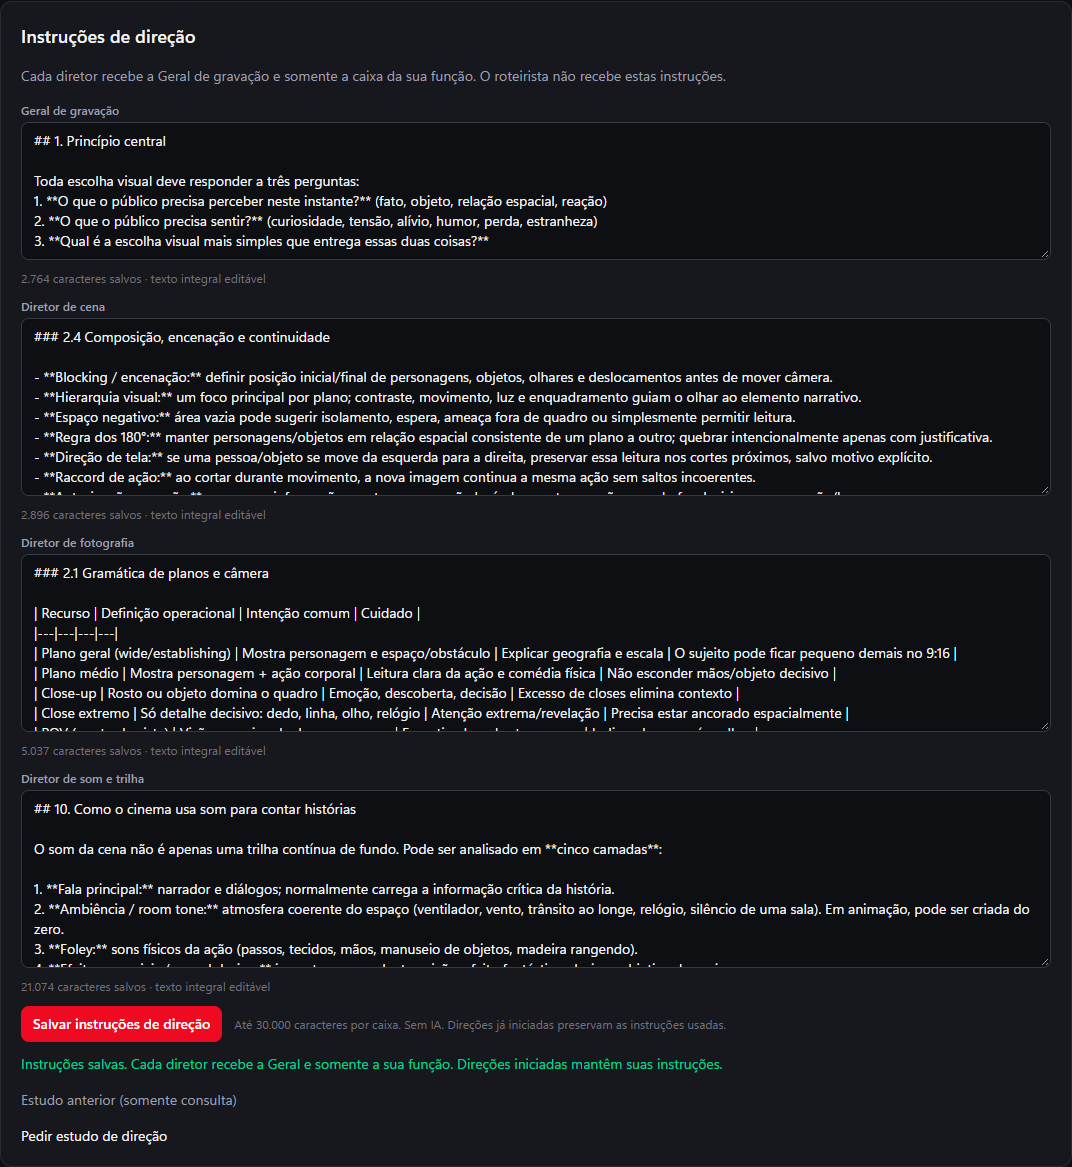 Instruções de direção
Cada diretor recebe a Geral de gravação e somente a caixa da sua função. O roteirista não recebe estas instruções.
Geral de gravação
## 1. Princípio central
Toda escolha visual deve responder a três perguntas:
1. **O que o público precisa perceber neste instante?** (fato, objeto, relação espacial, reação)
2. **O que o público precisa sentir?** (curiosidade, tensão, alívio, humor, perda, estranheza)
3. **Qual é a escolha visual mais simples que entrega essas duas coisas?**
2.764 caracteres salvos · texto integral editável
Diretor de cena
### 2.4 Composição, encenação e continuidade
- **Blocking / encenação:** definir posição inicial/final de personagens, objetos, olhares e deslocamentos antes de mover câmera.
- **Hierarquia visual:** um foco principal por plano; contraste, movimento, luz e enquadramento guiam o olhar ao elemento narrativo.
- **Espaço negativo:** área vazia pode sugerir isolamento, espera, ameaça fora de quadro ou simplesmente permitir leitura.
- **Regra dos 180°:** manter personagens/objetos em relação espacial consistente de um plano a outro; quebrar intencionalmente apenas com justificativa.
- **Direção de tela:** se uma pessoa/objeto se move da esquerda para a direita, preservar essa leitura nos cortes próximos, salvo motivo explícito.
- **Raccord de ação:** ao cortar durante movimento, a nova imagem continua a mesma ação sem saltos incoerentes.
2.896 caracteres salvos · texto integral editável
Diretor de fotografia
### 2.1 Gramática de planos e câmera
| Recurso | Definição operacional | Intenção comum | Cuidado |
|---|---|---|---|
| Plano geral (wide/establishing) | Mostra personagem e espaço/obstáculo | Explicar geografia e escala | O sujeito pode ficar pequeno demais no 9:16 |
| Plano médio | Mostra personagem + ação corporal | Leitura clara da ação e comédia física | Não esconder mãos/objeto decisivo |
| Close-up | Rosto ou objeto domina o quadro | Emoção, descoberta, decisão | Excesso de closes elimina contexto |
| Close extremo | Só detalhe decisivo: dedo, linha, olho, relógio | Atenção extrema/revelação | Precisa estar ancorado espacialmente |
5.037 caracteres salvos · texto integral editável
Diretor de som e trilha
## 10. Como o cinema usa som para contar histórias
O som da cena não é apenas uma trilha contínua de fundo. Pode ser analisado em **cinco camadas**:
1. **Fala principal:** narrador e diálogos; normalmente carrega a informação crítica da história.
2. **Ambiência / room tone:** atmosfera coerente do espaço (ventilador, vento, trânsito ao longe, relógio, silêncio de uma sala). Em animação, pode ser criada do
zero.
3. **Foley:** sons físicos da ação (passos, tecidos, mãos, manuseio de objetos, madeira rangendo).
21.074 caracteres salvos · texto integral editável
Salvar instruções de direção
Até 30.000 caracteres por caixa. Sem IA. Direções já iniciadas preservam as instruções usadas.
Instruções salvas. Cada diretor recebe a Geral e somente a sua função. Direções iniciadas mantêm suas instruções.
Estudo anterior (somente consulta)
Pedir estudo de direção